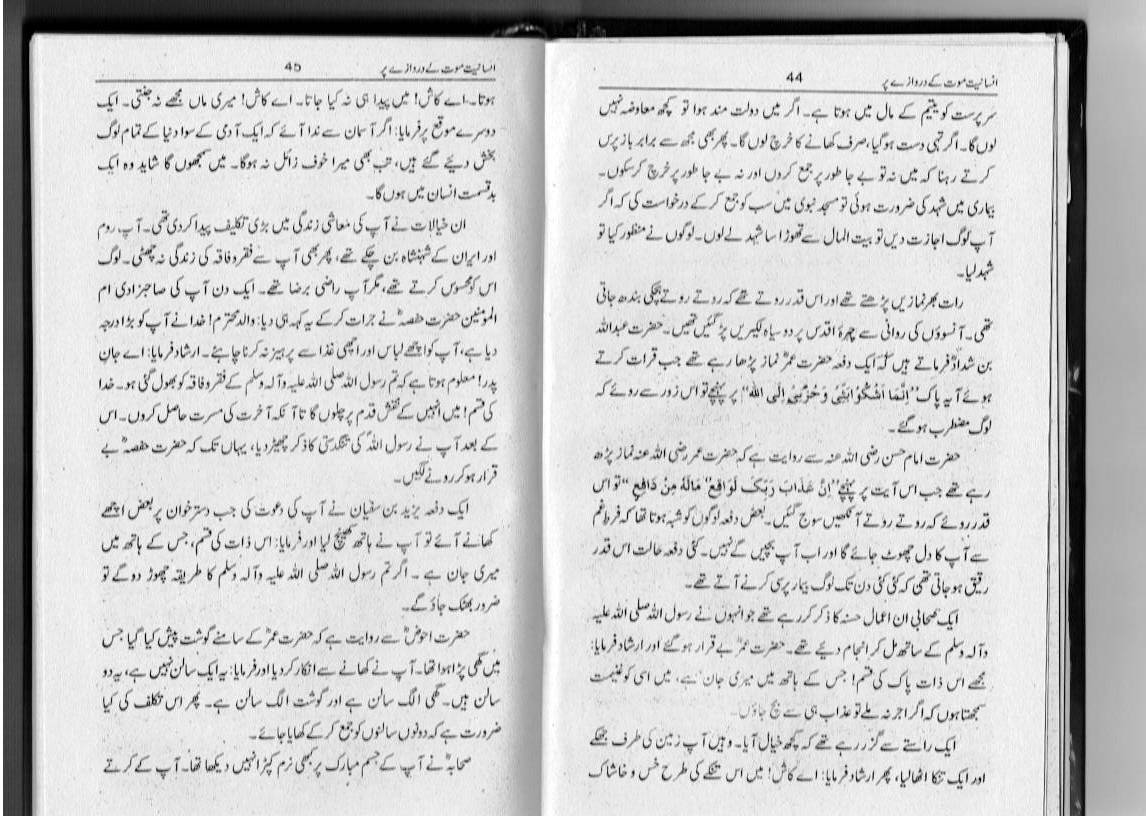 انسانیت موت کے دروازے پر 44
سرپرست کو یتیم کے مال میں ہوتا ہے۔ اگر میں دولت مند ہوا تو کچھ معاوضہ نہیں
لوں گا۔ اگر تہی دست ہوگیا، صرف کھانے کا خرچ لوں گا۔ پھر بھی مجھ سے برابر باز پرس
کرتے رہنا کہ میں نہ تو بے جا طور پر جمع کروں اور نہ بے جا طور پر خرچ کرسکوں۔
بیماری میں شہد کی ضرورت ہوئی تو مسجد نبوی میں سب کو جمع کرکے درخواست کی کہ اگر
آپ لوگ اجازت دیں تو بیت المال سے تھوڑا سا شہد لے لوں۔ لوگوں نے منظور کیا تو
شہد لیا۔
رات بھر نمازیں پڑھتے تھے اور اس قدر روتے تھے کہ روتے روتے ہچکی بندھ جاتی
تھی۔ آنسوؤں کی روانی سے چہرۂ اقدس پر دو سیاہ لکیریں پڑ گئیں تھیں۔ حضرت عبداللہ
بن شدادؓ فرماتے ہیں کہ ایک دفعہ حضرت عمرؓ نماز پڑھا رہے تھے جب قرات کرتے
ہوئے آیہ پاک ”اِنَّمَا اَشْکُوْ ابَثِّیْ وَحُزْنِیْ اِلَی اللہ“ پر پہنچے تو اس زور سے روئے کہ
لوگ مضطرب ہوگئے۔
حضرت امام حسن رضی اللہ عنہ سے روایت ہے کہ حضرت عمر رضی اللہ عنہ نماز پڑھ
رہے تھے جب اس آیت پر پہنچے ”اِنَّ عَذَابَ رَبِّکَ لَوَاقِع“ مَالَہٗ مِنْ دَافِعٍ“ تو اس
قدر روئے کہ روتے روتے آنکھیں سوج گئیں۔ بعض دفعہ لوگوں کو شبہ ہوتا تھا کہ فرط غم
سے آپ کا دل چھوٹ جائے گا اور اب آپ بچیں گے نہیں۔ کئی دفعہ حالت اس قدر
رقیق ہو جاتی تھی کہ کئی کئی دن تک لوگ بیمار پرسی کرنے آتے تھے۔
ایک صحابی ان اعمال حسنہ کا ذکر کر رہے تھے جو انہوں نے رسول اللہ صلی اللہ علیہ
وآلہ وسلم کے ساتھ مل کر انجام دیے تھے۔ حضرت عمرؓ بے قرار ہوگئے اور ارشاد فرمایا:
مجھے اس ذات پاک کی قسم! جس کے ہاتھ میں میری جان ہے، میں اسی کو غنیمت
سمجھتا ہوں کہ اگر اجر نہ ملے تو عذاب ہی سے بچ جاؤں۔
ایک راستے سے گزر رہے تھے کہ کچھ خیال آیا۔ وہیں آپ زمین کی طرف جھکے
اور ایک تنکا اٹھا لیا، پھر ارشاد فرمایا: اے کاش! میں اس تنکے کی طرح خس و خاشاک
انسانیت موت کے دروازے پر 45
ہوتا۔ اے کاش! میں پیدا ہی نہ کیا جاتا۔ اے کاش! میری ماں مجھے نہ جنتی۔ ایک
دوسرے موقع پر فرمایا: اگر آسمان سے ندا آئے کہ ایک آدمی کے سوا دنیا کے تمام لوگ
بخش دیئے گئے ہیں، تب بھی میرا خوف زائل نہ ہوگا۔ میں سمجھوں گا شاید وہ ایک
بدقسمت انسان میں ہوں گا۔
ان خیالات نے آپ کی معاشی زندگی میں بڑی تکلیف پیدا کردی تھی۔ آپ روم
اور ایران کے شہنشاہ بن چکے تھے، پھر بھی آپ سے فقر و فاقہ کی زندگی نہ چھٹی۔ لوگ
اس کو محسوس کرتے تھے، مگر آپ راضی برضا تھے۔ ایک دن آپ کی صاحبزادی ام
المومنین حضرت حفصہؓ نے جرات کرکے یہ کہہ ہی دیا: والد محترم! خدا نے آپ کو بڑا درجہ
دیا ہے، آپ کو اچھے لباس اور اچھی غذا سے پرہیز نہ کرنا چاہئے۔ ارشاد فرمایا: اے جانِ
پدر! معلوم ہوتا ہے کہ تم رسول اللہ صلی اللہ علیہ وآلہ وسلم کے فقر و فاقہ کو بھول گئی ہو۔ خدا
کی قسم! میں انہیں کے نقش قدم پر چلوں گا تا آنکہ آخرت کی مسرت حاصل کروں۔ اس
کے بعد آپ نے رسول اللہؐ کی تنگدستی کا ذکر چھیڑ دیا، یہاں تک کہ حضرت حفصہؓ بے
قرار ہو کر رونے لگیں۔
ایک دفعہ یزید بن سفیان نے آپ کی دعوت کی جب دسترخوان پر بعض اچھے
کھانے آئے تو آپ نے ہاتھ کھینچ لیا اور فرمایا: اس ذات کی قسم، جس کے ہاتھ میں
میری جان ہے۔ اگر تم رسول اللہ صلی اللہ علیہ وآلہ وسلم کا طریقہ چھوڑ دو گے تو
ضرور بھٹک جاؤ گے۔
حضرت احوصؓ سے روایت ہے کہ حضرت عمرؓ کے سامنے گوشت پیش کیا گیا جس
میں گھی پڑا ہوا تھا۔ آپ نے کھانے سے انکار کر دیا اور فرمایا: یہ ایک سالن نہیں ہے، یہ دو
سالن ہیں۔ گھی الگ سالن ہے اور گوشت الگ سالن ہے۔ پھر اس تکلف کی کیا
ضرورت ہے کہ دونوں سالنوں کو جمع کرکے کھایا جائے۔
صحابہؓ نے آپ کے جسم مبارک پر بھی نرم کپڑا نہیں دیکھا تھا۔ آپ کے کرتے